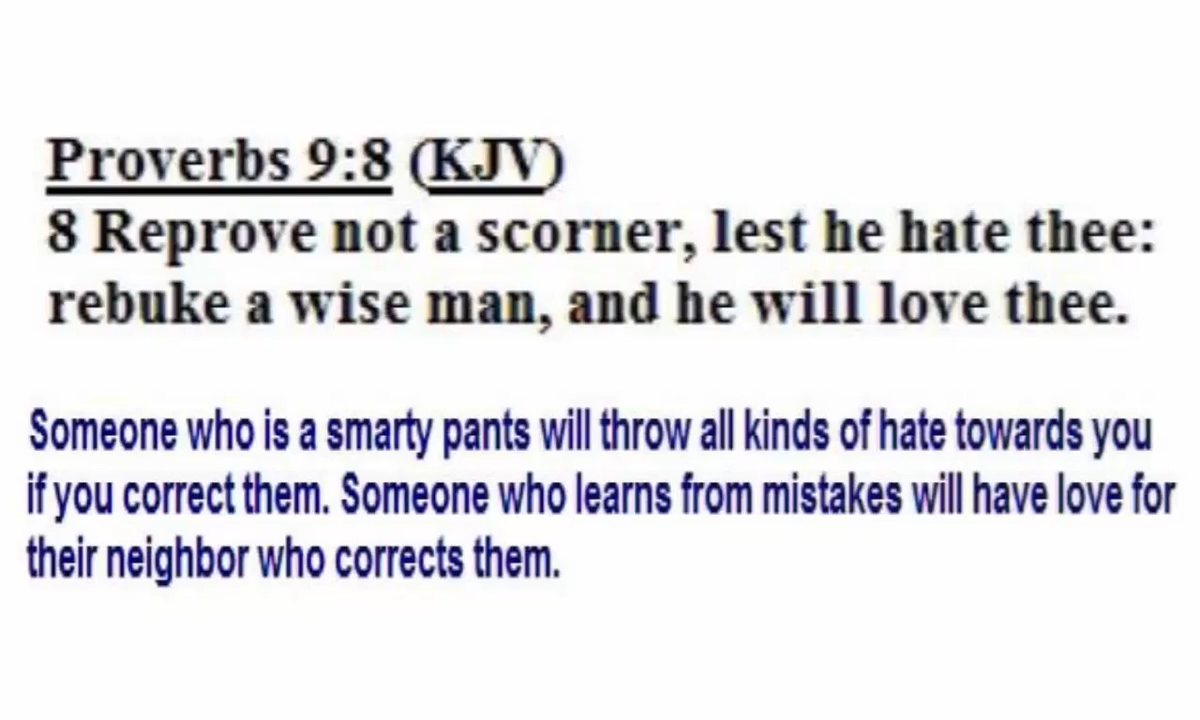 Proverbs 9:8 (KJV)
8 Reprove not a scorner, lest he hate thee:
rebuke a wise man, and he will love thee.
Someone who is a smarty pants will throw all kinds of hate towards you
if you correct them. Someone who learns from mistakes will have love for
their neighbor who corrects them.